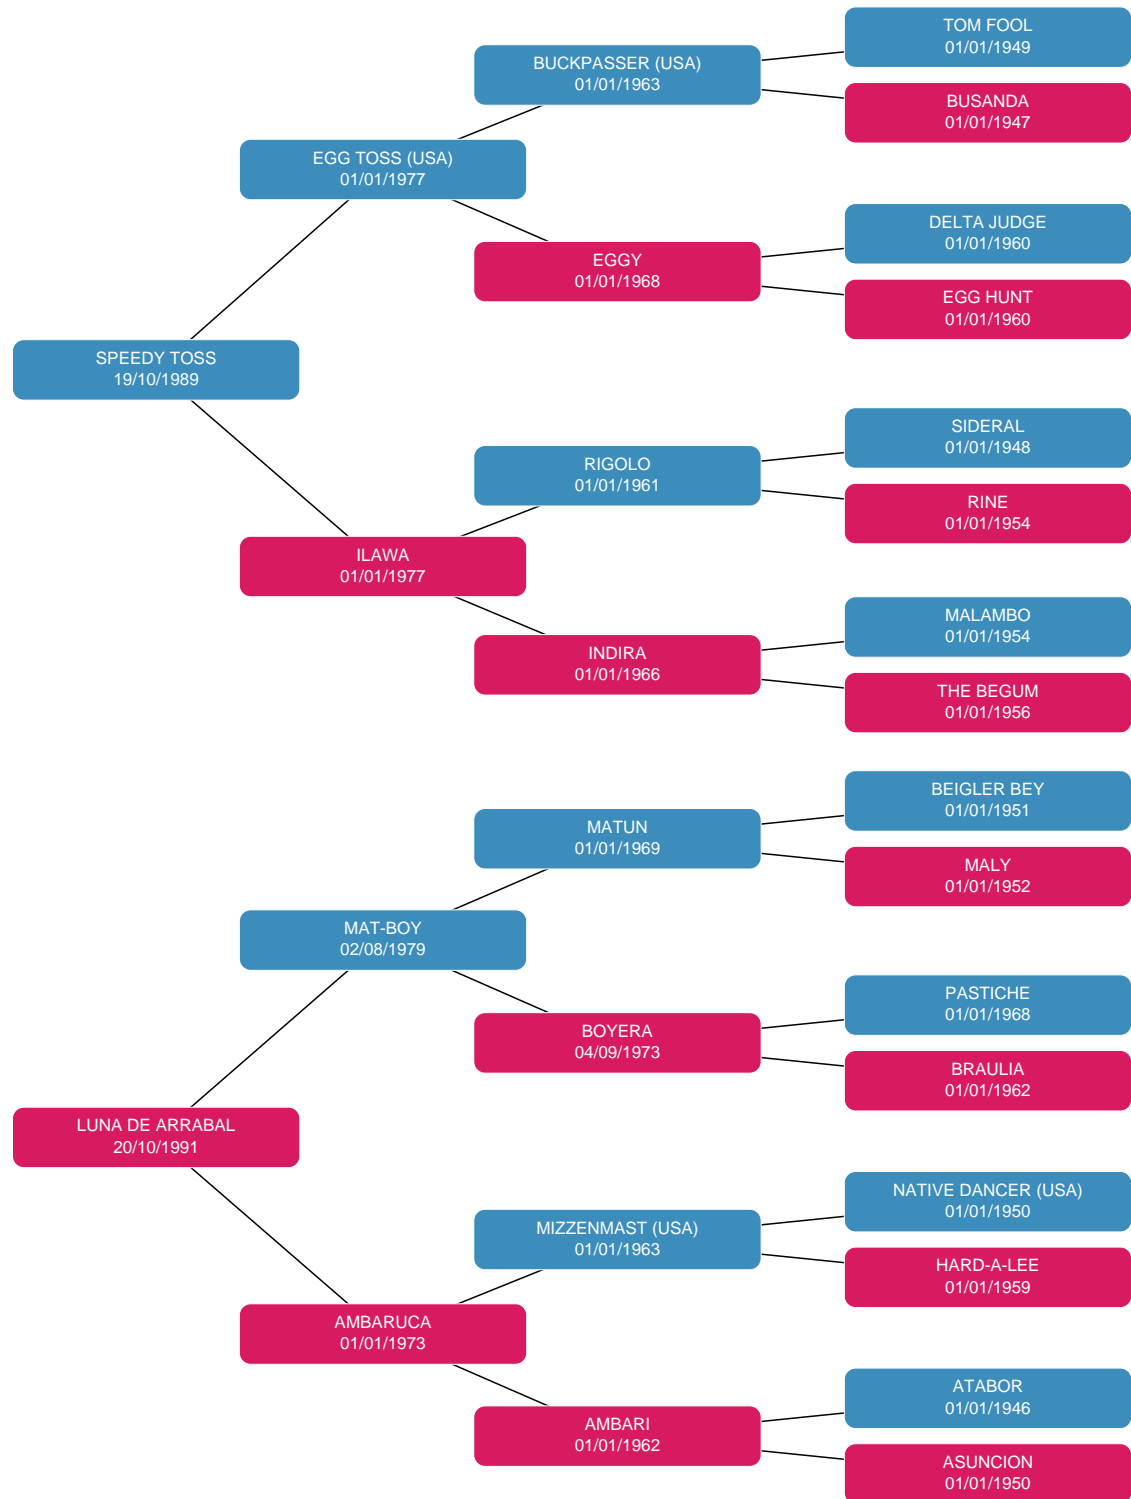 TOM FOOL
01/01/1949
BUCKPASSER (USA)
01/01/1963
BUSANDA
01/01/1947
EGG TOSS (USA)
01/01/1977
DELTA JUDGE
01/01/1960
EGGY
01/01/1968
EGG HUNT
01/01/1960
SPEEDY TOSS
19/10/1989
SIDERAL
01/01/1948
RIGOLO
01/01/1961
RINE
01/01/1954
ILAWA
01/01/1977
MALAMBO
01/01/1954
INDIRA
01/01/1966
THE BEGUM
01/01/1956
BEIGLER BEY
01/01/1951
MATUN
01/01/1969
MALY
01/01/1952
MAT-BOY
02/08/1979
PASTICHE
01/01/1968
BOYERA
04/09/1973
BRAULIA
01/01/1962
LUNA DE ARRABAL
20/10/1991
NATIVE DANCER (USA)
01/01/1950
MIZZENMAST (USA)
01/01/1963
HARD-A-LEE
01/01/1959
AMBARUCA
01/01/1973
ATABOR
01/01/1946
AMBARI
01/01/1962
ASUNCION
01/01/1950